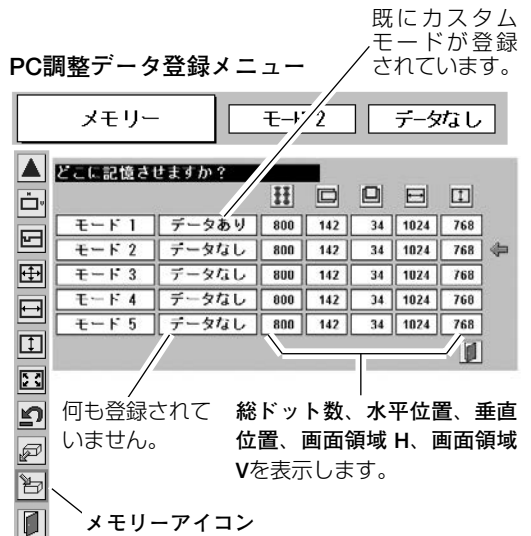 既にカスタム
モードが登録
されています。
PC調整データ登録メニュー
メモリー モード 2 データなし
どこに記憶させますか？
モード 1 データあり 800 142 34 1024 768
モード 2 データなし 800 142 34 1024 768
モード 3 データなし 800 142 34 1024 768
モード 4 データなし 800 142 34 1024 768
モード 5 データなし 800 142 34 1024 768
何も登録されて
いません。
総ドット数、水平位置、垂直
位置、画面領域 H、画面領域
Vを表示します。
メモリーアイコン